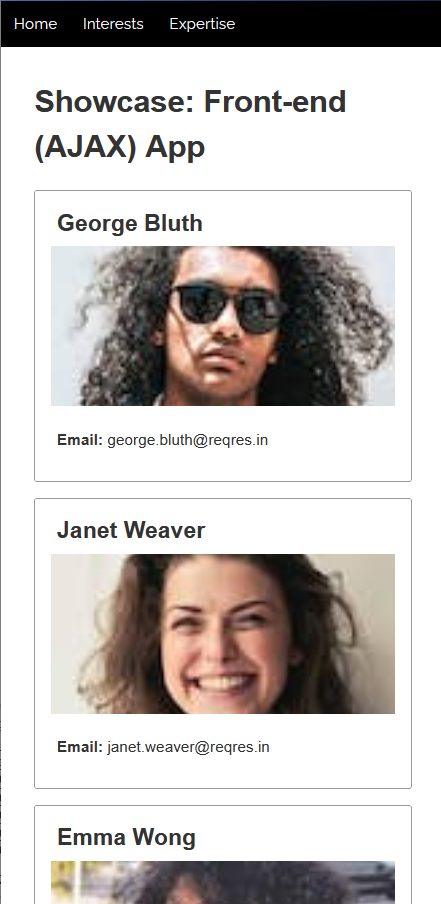 Home Interests Expertise
Showcase: Front-end
(AJAX) App
George Bluth
Email: george.bluth@reqres.in
Janet Weaver
Email: janet.weaver@reqres.in
Emma Wong